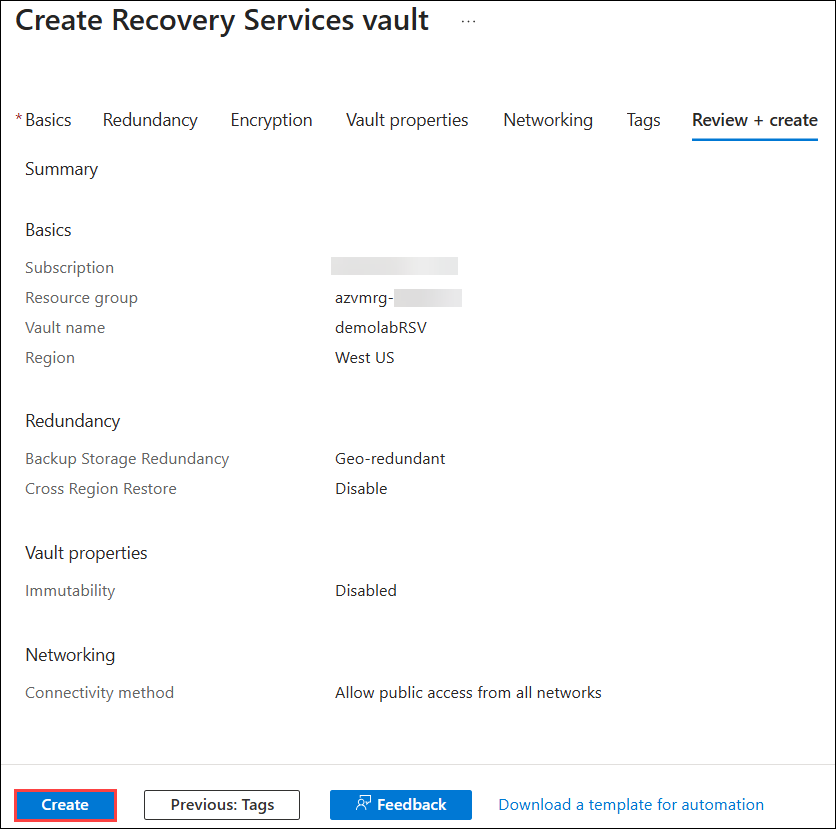 Create Recovery Services vault ...
* Basics Redundancy Encryption Vault properties Networking Tags Review + create
Summary
Basics
Subscription
Resource group azvmrg-
Vault name demolabRSV
Region West US
Redundancy
Backup Storage Redundancy Geo-redundant
Cross Region Restore Disable
Vault properties
Immutability Disabled
Networking
Connectivity method Allow public access from all networks
Create Previous: Tags Feedback Download a template for automation